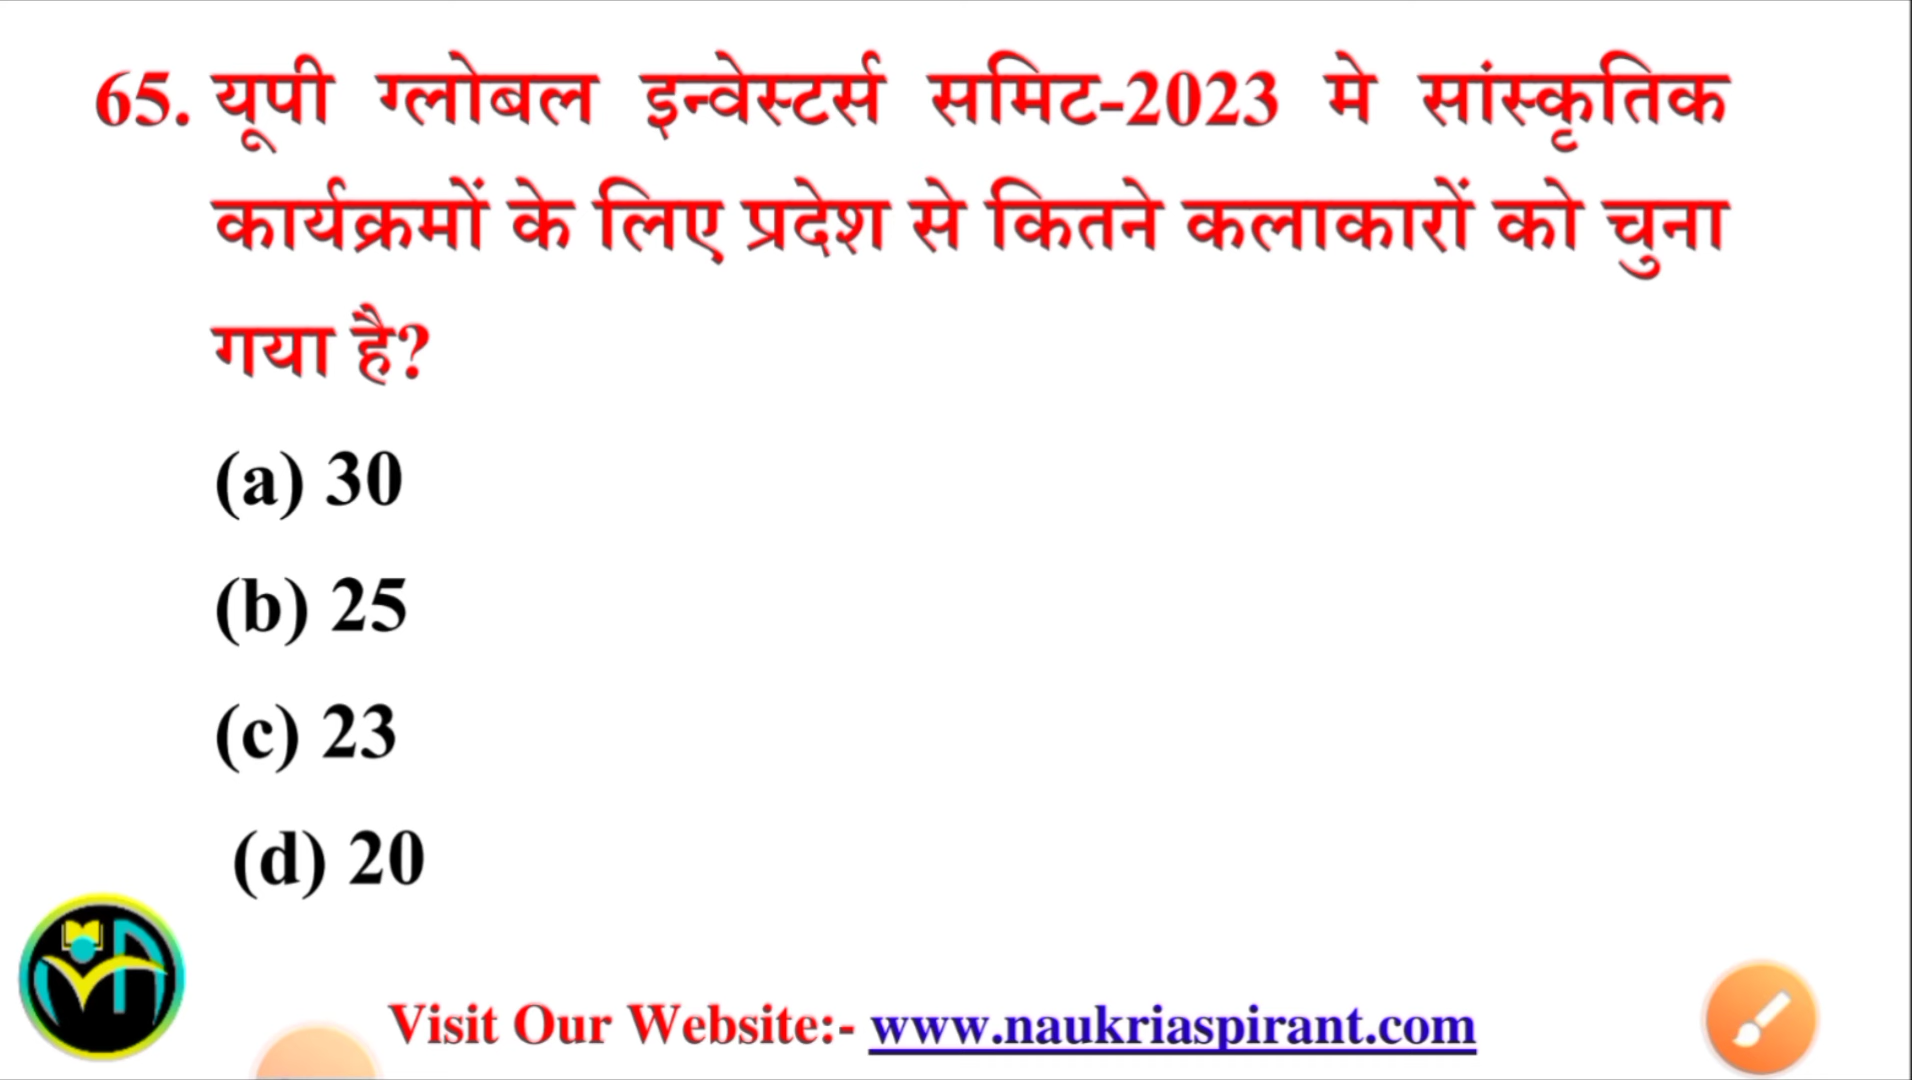 65. यूपी ग्लोबल इन्वेस्टर्स समिट-2023 मे सांस्कृतिक
कार्यक्रमों के लिए प्रदेश से कितने कलाकारों को चुना
गया है?
(a) 30
(b) 25
(c) 23
(d) 20
Visit Our Website:- www.naukriaspirant.com